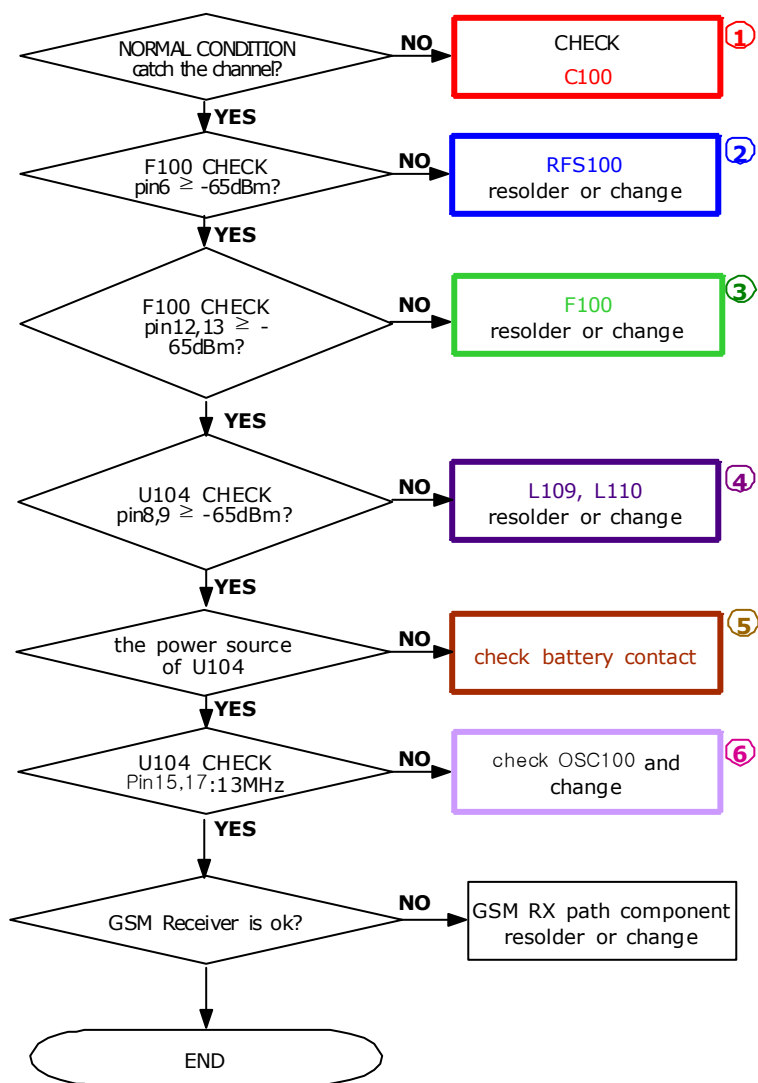 NORMAL CONDITION
catch the channel?
NO
CHECK
C100
①
YES
F100 CHECK
pin6 ≥ -65dBm?
NO
RFS100
resolder or change
②
YES
F100 CHECK
pin12,13 ≥ -
65dBm?
NO
F100
resolder or change
③
YES
U104 CHECK
pin8,9 ≥ -65dBm?
NO
L109, L110
resolder or change
④
YES
the power source
of U104
NO
check battery contact
⑤
YES
U104 CHECK
Pin15,17:13MHz
NO
check OSC100 and
change
⑥
YES
GSM Receiver is ok?
NO
GSM RX path component
resolder or change
END